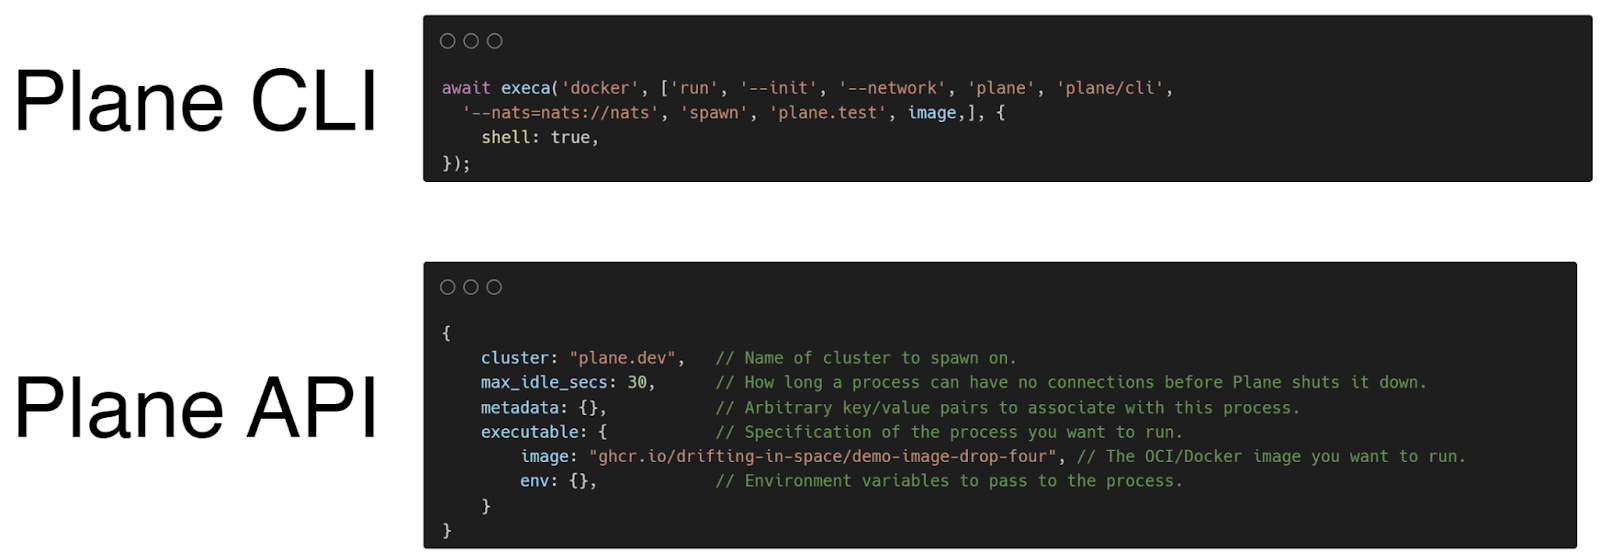 Plane CLI
await execa('docker', ['run', '--init', '--network', 'plane', 'plane/cli',
  '--nats=nats://nats', 'spawn', 'plane.test', image,], {
    shell: true,
});
Plane API
{
    cluster: "plane.dev",   // Name of cluster to spawn on.
    max_idle_secs: 30,      // How long a process can have no connections before Plane shuts it down.
    metadata: {},           // Arbitrary key/value pairs to associate with this process.
    executable: {           // Specification of the process you want to run.
        image: "ghcr.io/drifting-in-space/demo-image-drop-four", // The OCI/Docker image you want to run.
        env: {},            // Environment variables to pass to the process.
    }
}